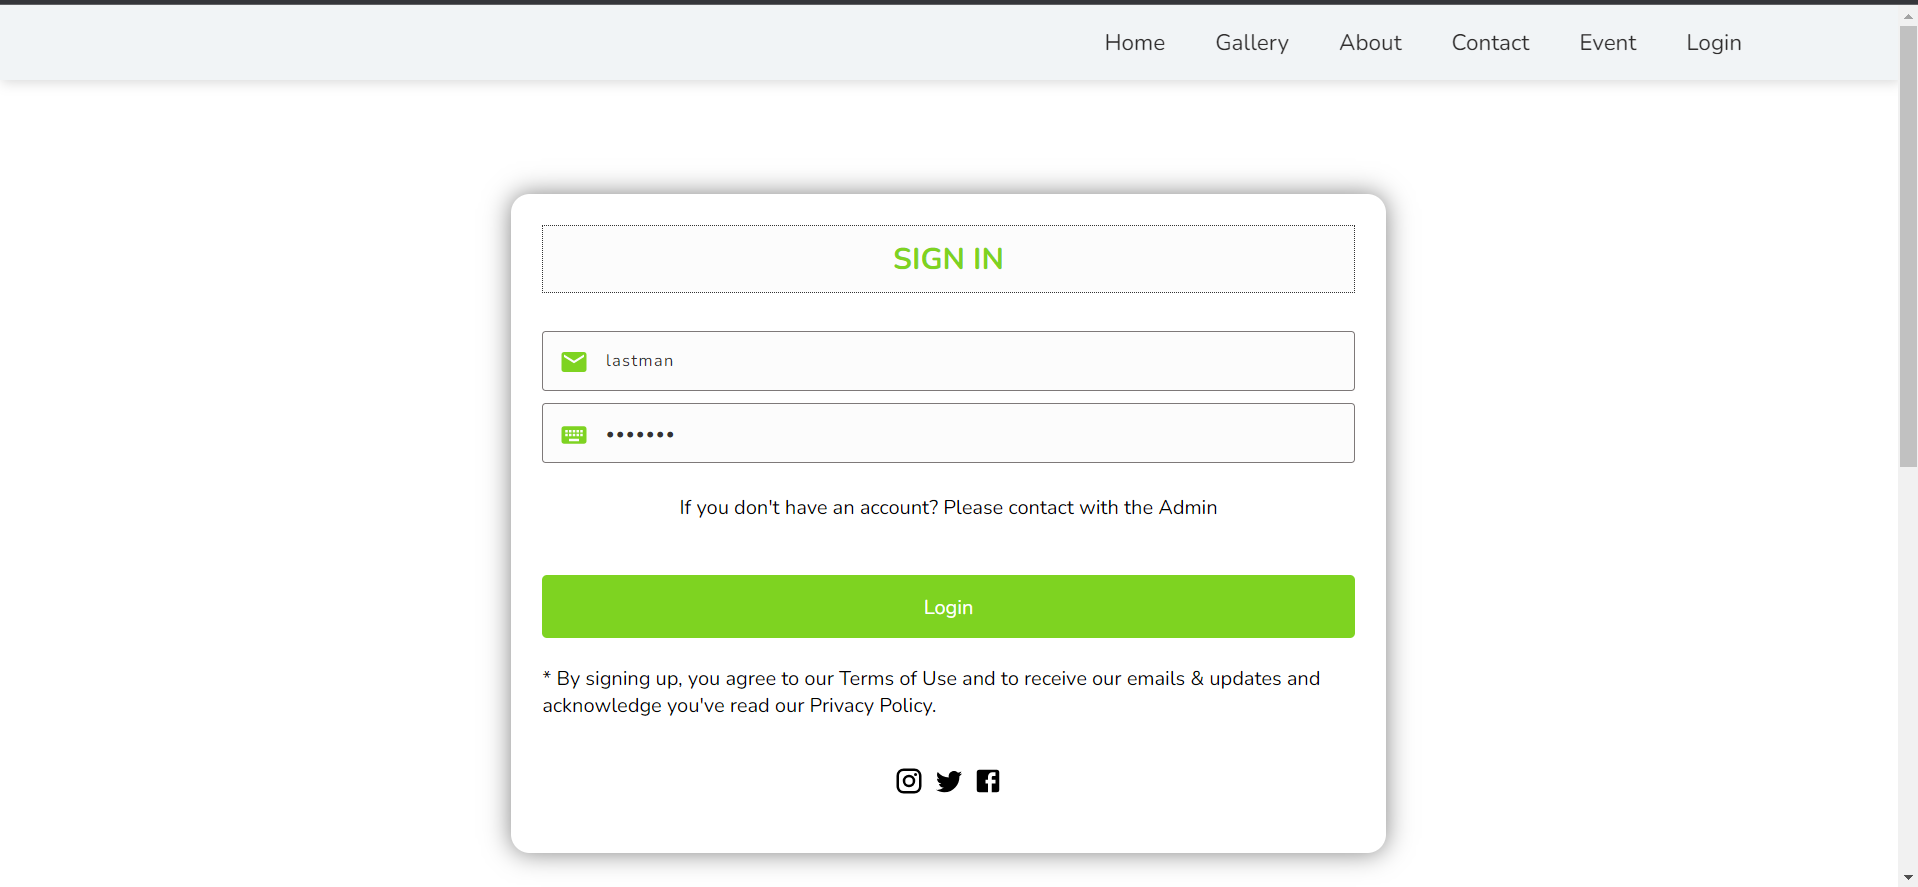 Home Gallery About Contact Event Login
SIGN IN
lastman
•••••••
If you don't have an account? Please contact with the Admin
Login
* By signing up, you agree to our Terms of Use and to receive our emails & updates and
acknowledge you've read our Privacy Policy.